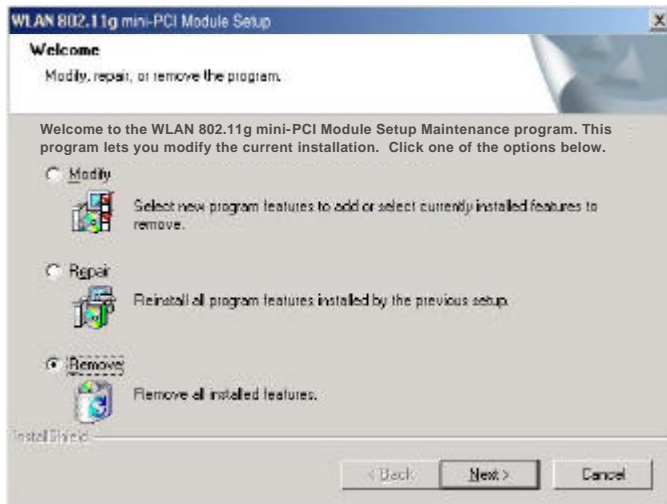 WLAN 802.11g mini-PCI Module Setup
Welcome
Modify, repair, or remove the program.
Welcome to the WLAN 802.11g mini-PCI Module Setup Maintenance program. This
program lets you modify the current installation. Click one of the options below.
Modify
Select new program features to add or select currently installed features to
remove.
Repair
Reinstall all program features installed by the previous setup.
Remove
Remove all installed features.
InstallShield
< Back
Next >
Cancel